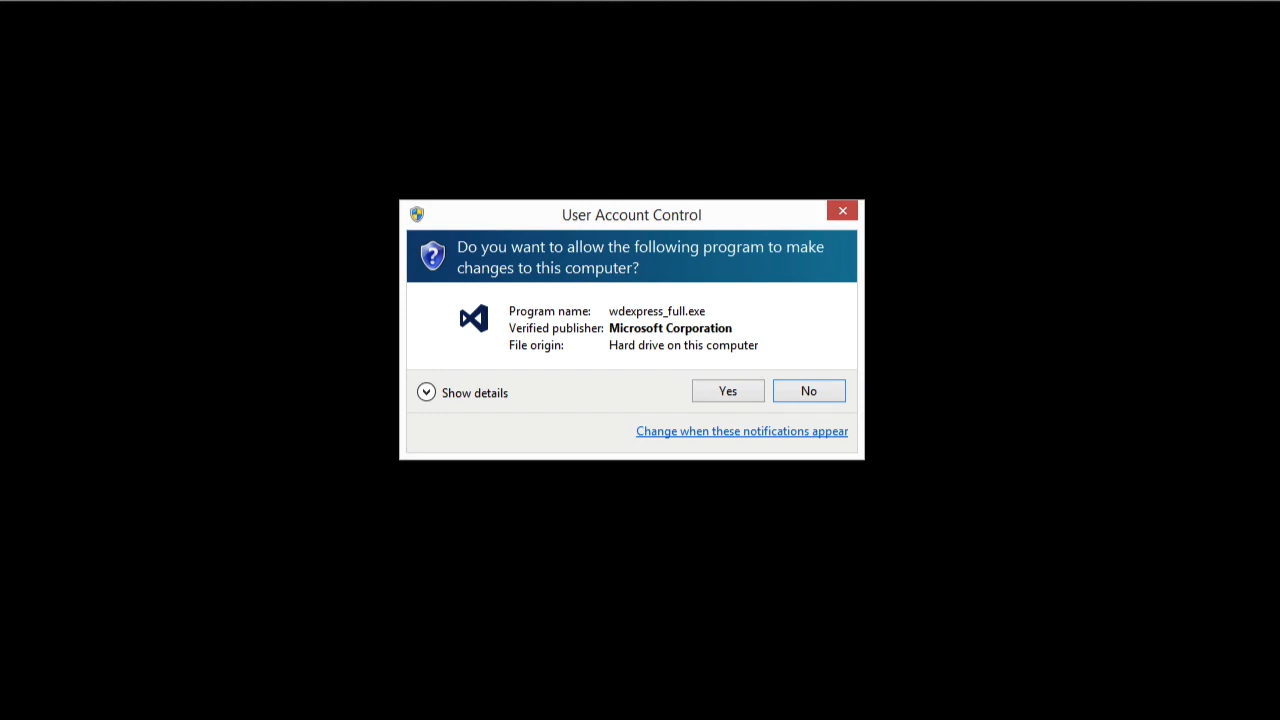 User Account Control
Do you want to allow the following program to make
changes to this computer?
Program name: wdexpress_full.exe
Verified publisher: Microsoft Corporation
File origin: Hard drive on this computer
Show details
Yes
No
Change when these notifications appear